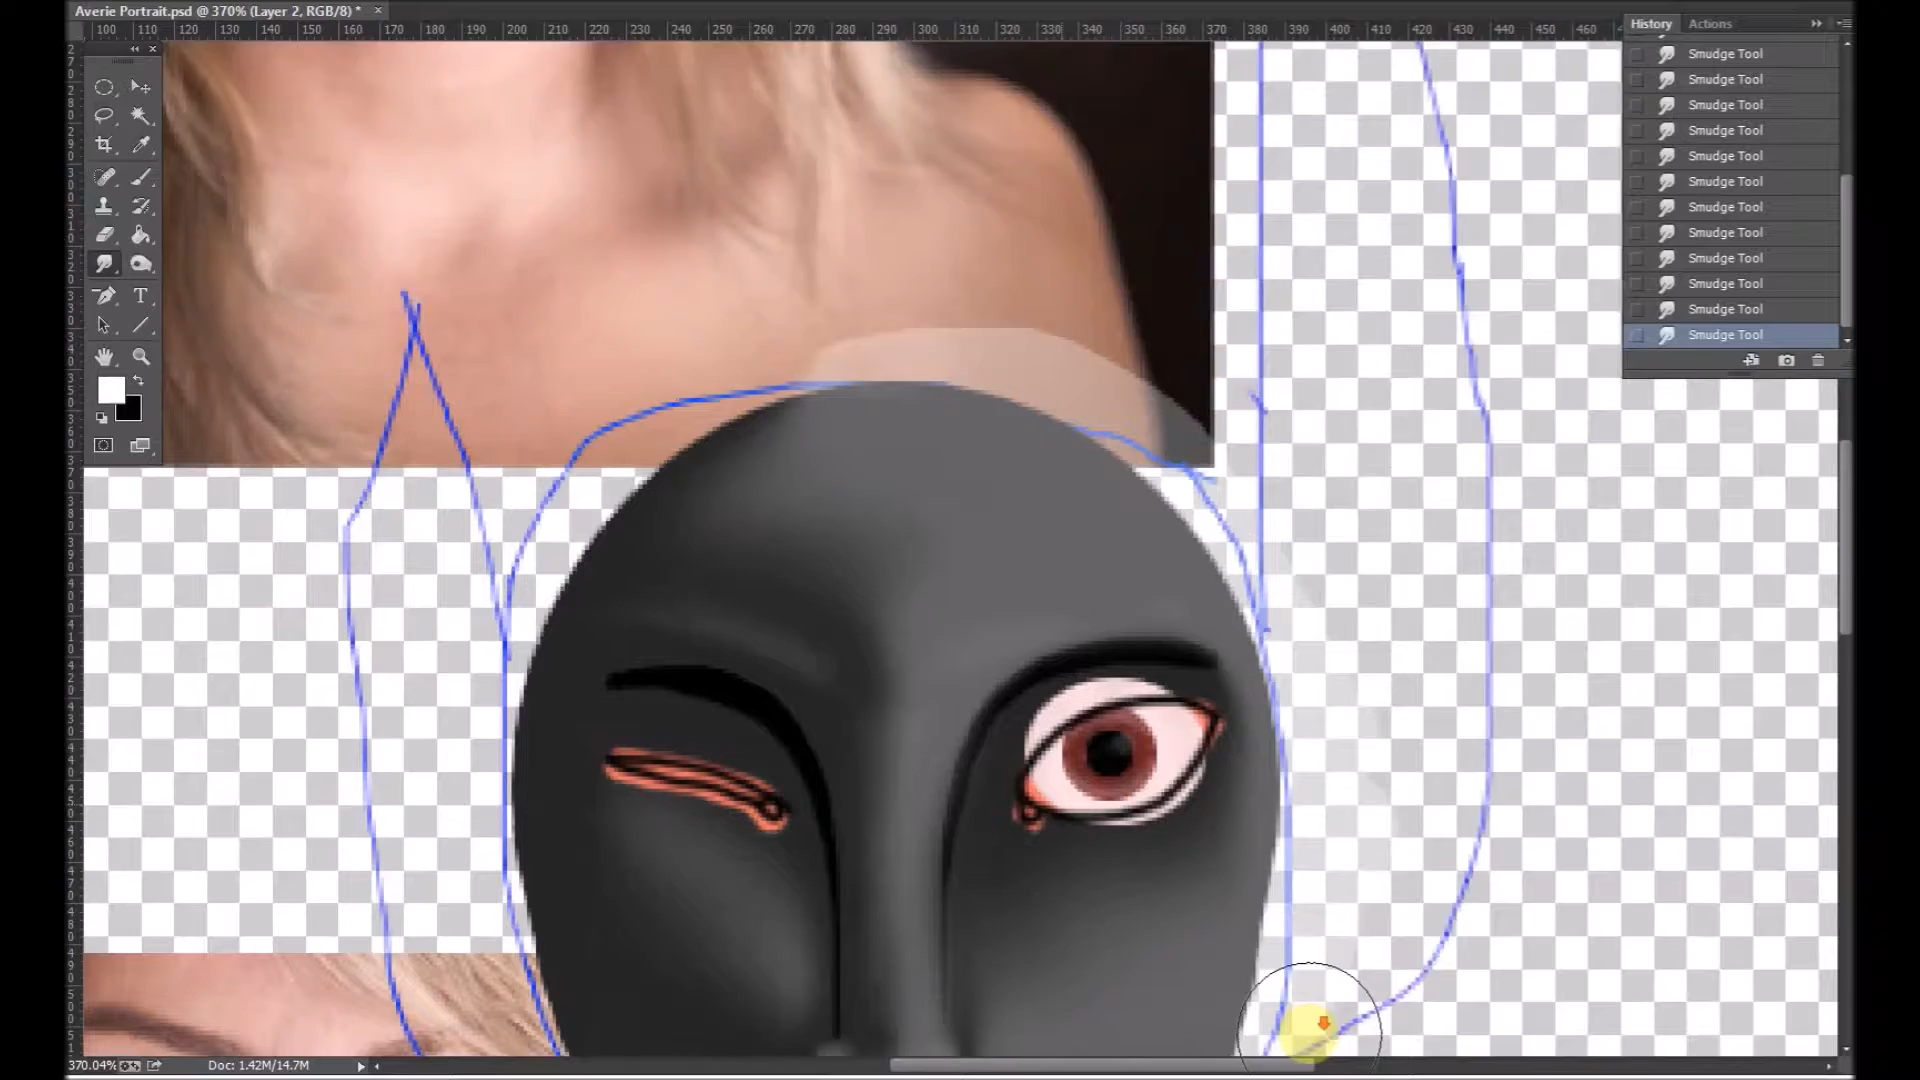 Averie Portrait.psd @ 370% (Layer 2, RGB/8) * ×
History Actions
100 110 120 130 140 150 160 170 180 190 200 210 220 230 240 250 260 270 280 290 300 310 320 330 340 350 360 370 380 390 400 410 420 430 440 450 460
Smudge Tool
Smudge Tool
Smudge Tool
Smudge Tool
Smudge Tool
Smudge Tool
Smudge Tool
Smudge Tool
Smudge Tool
Smudge Tool
Smudge Tool
Smudge Tool
T
370.04% Doc: 1.42M/14.7M